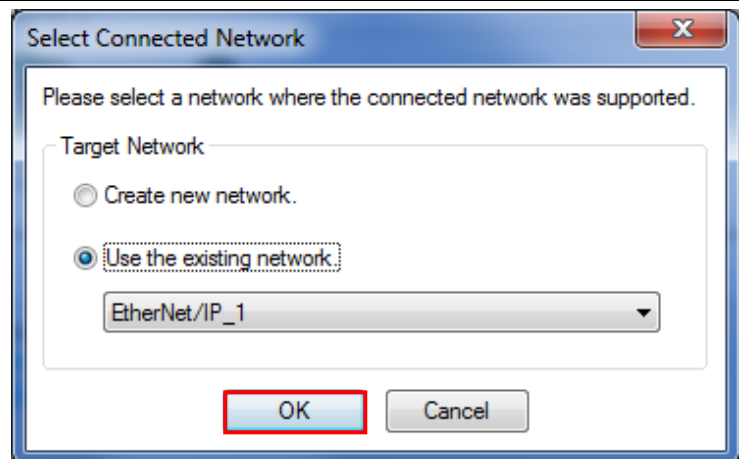 Select Connected Network
Please select a network where the connected network was supported.
Target Network
Create new network.
Use the existing network.
EtherNet/IP_1
OK
Cancel